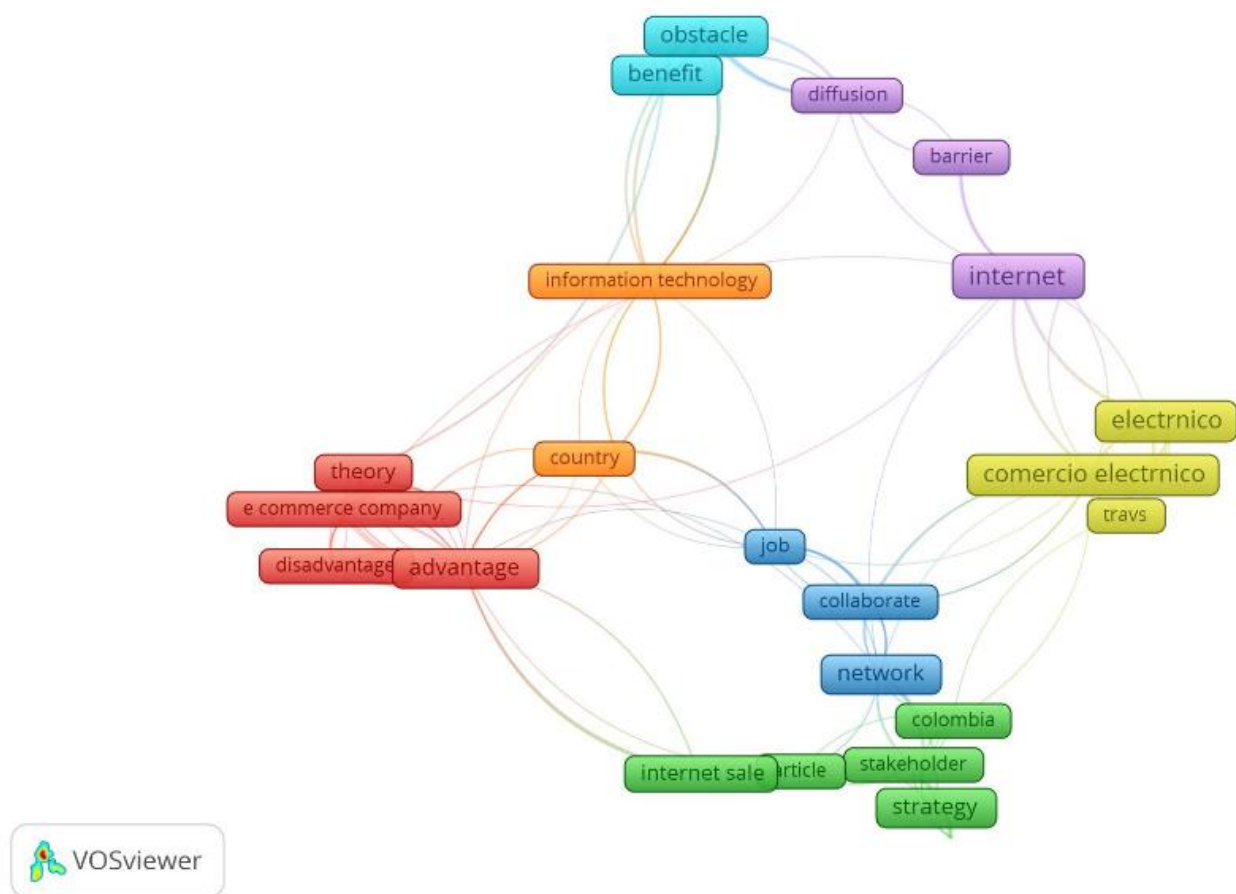 obstacle
benefit
diffusion
barrier
information technology
internet
electrnico
country
theory
comercio electrnico
e commerce company
travs
job
disadvantage
advantage
collaborate
network
colombia
stakeholder
internet sale
article
strategy
VOSviewer